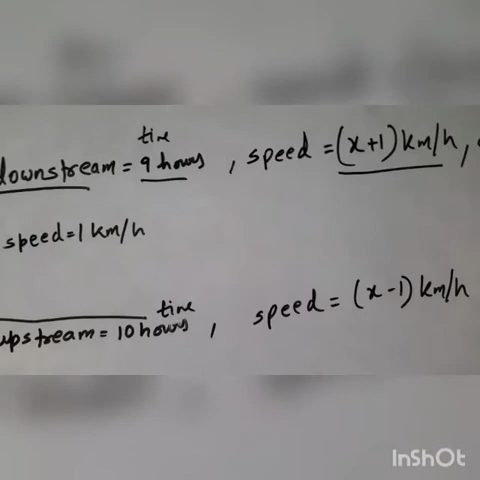 time
downstream = 9 hours, speed = (x+1) km/h,
speed = 1 km/h
time
upstream = 10 hours, speed = (x-1) km/h
InShOt